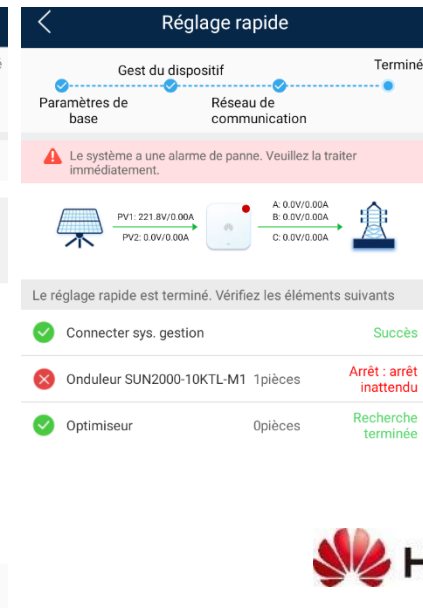 Réglage rapide
Gest du dispositif
Terminé
Paramètres de
base
Réseau de
communication
Le système a une alarme de panne. Veuillez la traiter
immédiatement.
PV1: 221.8V/0.00A
PV2: 0.0V/0.00A
A: 0.0V/0.00A
B: 0.0V/0.00A
C: 0.0V/0.00A
Le réglage rapide est terminé. Vérifiez les éléments suivants
Connecter sys. gestion
Succès
Onduleur SUN2000-10KTL-M1 1pièces
Arrêt : arrêt
inattendu
Optimiseur
0pièces
Recherche
terminée
H